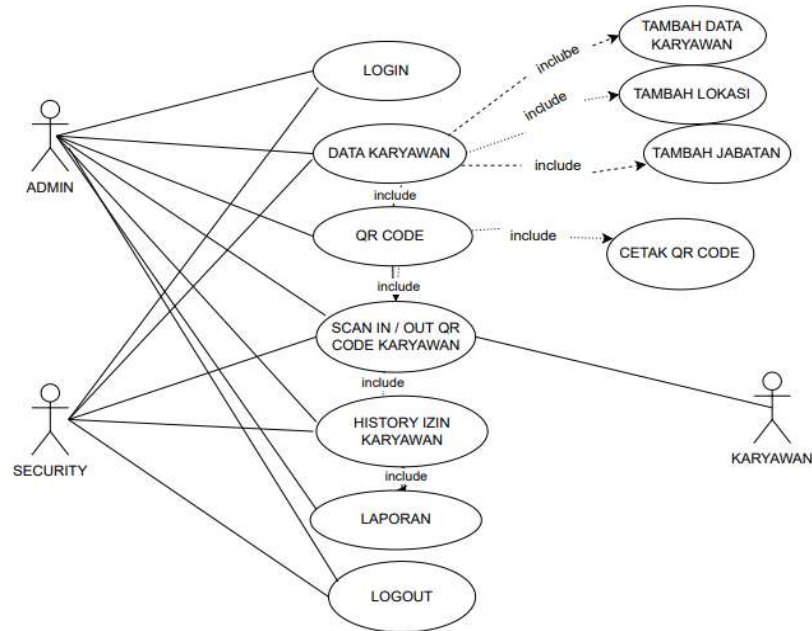 TAMBAH DATA
KARYAWAN
inclube
LOGIN
include
TAMBAH LOKASI
DATA KARYAWAN
include
TAMBAH JABATAN
ADMIN
include
QR CODE
include
CETAK QR CODE
include
SCAN IN / OUT QR
CODE KARYAWAN
include
HISTORY IZIN
KARYAWAN
SECURITY
KARYAWAN
include
LAPORAN
LOGOUT